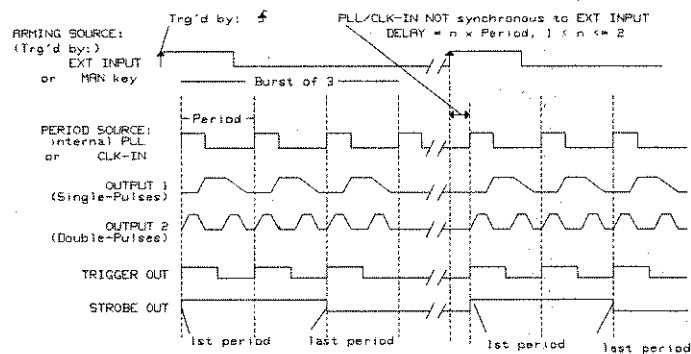 Trg'd by:
PLL/CLK-IN NOT synchronous to EXT INPUT
DELAY = n x Period, 1 < n <= 2
ARMING SOURCE:
(Trg'd by:)
EXT INPUT
or MAN key
Burst of 3
Period
PERIOD SOURCE:
internal PLL
or CLK-IN
OUTPUT 1
(Single-Pulses)
OUTPUT 2
(Double-Pulses)
TRIGGER OUT
STROBE OUT
1st period
last period
1st period
last period